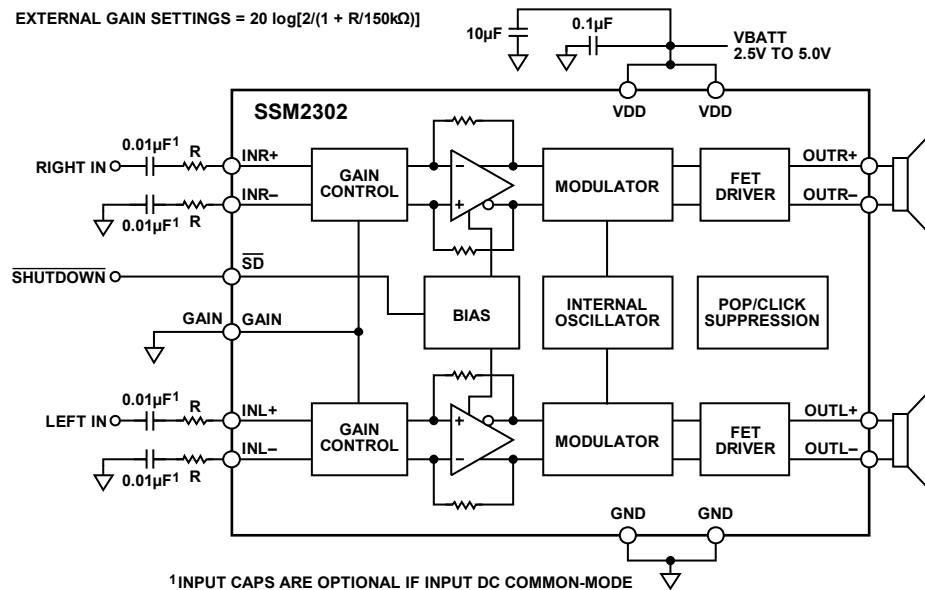 EXTERNAL GAIN SETTINGS = 20 log[2/(1 + R/150kΩ)]
10µF
0.1µF
VBATT
2.5V TO 5.0V
VDD
VDD
SSM2302
RIGHT IN
0.01µF1
R
INR+
0.01µF1
R
INR–
GAIN
CONTROL
–
+
MODULATOR
FET
DRIVER
OUTR+
OUTR–
SHUTDOWN
SD
BIAS
INTERNAL
OSCILLATOR
POP/CLICK
SUPPRESSION
GAIN
GAIN
LEFT IN
0.01µF1
R
INL+
0.01µF1
R
INL–
GAIN
CONTROL
+
–
MODULATOR
FET
DRIVER
OUTL+
OUTL–
GND
GND
1INPUT CAPS ARE OPTIONAL IF INPUT DC COMMON-MODE